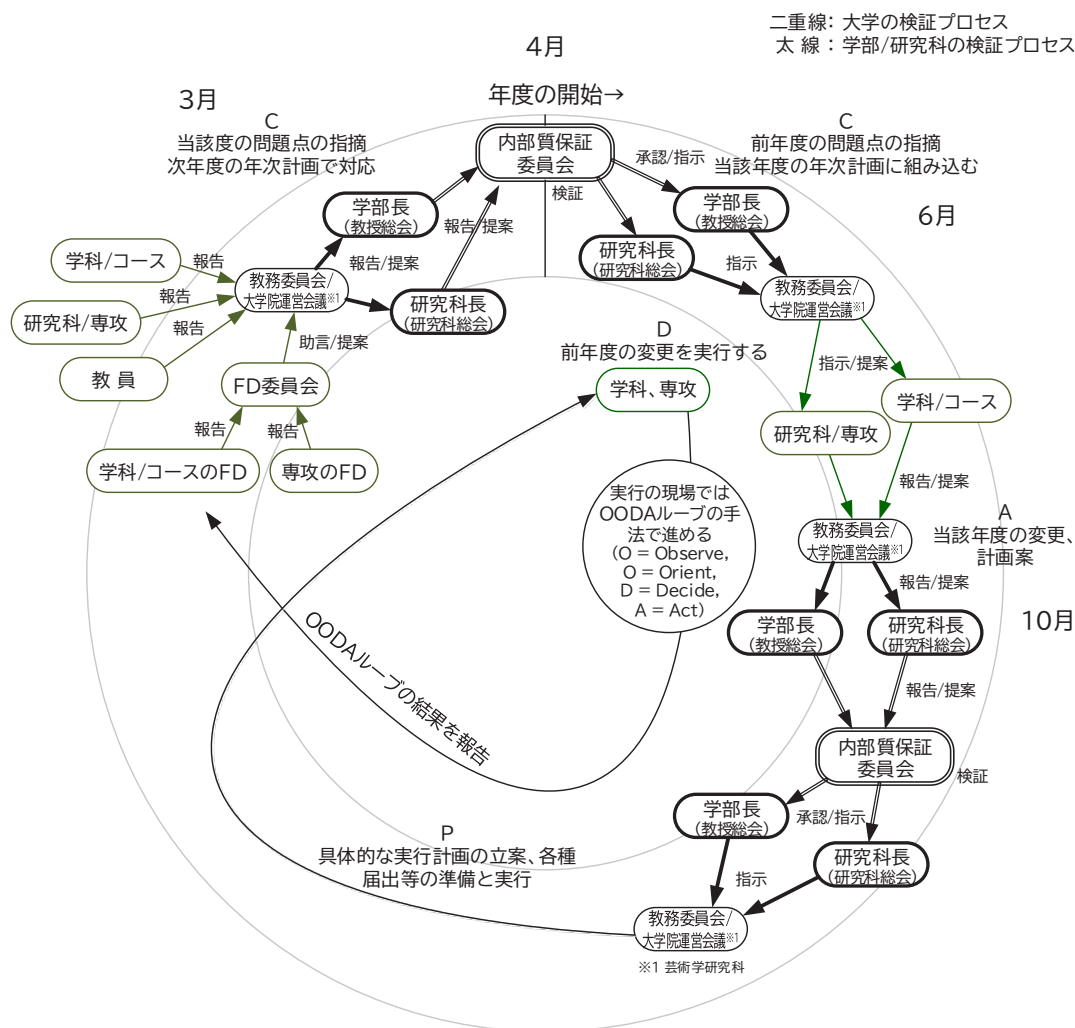 二重線: 大学の検証プロセス
太 線 : 学部/研究科の検証プロセス
4月
年度の開始→
3月
C
当該度の問題点の指摘
次年度の年次計画で対応
内部質保証
委員会
検証
承認/指示
C
前年度の問題点の指摘
当該年度の年次計画に組み込む
6月
学部長
(教授総会)
報告/提案
学部長
(教授総会)
研究科長
(研究科総会)
指示
学科/コース
報告
研究科/専攻
報告
教 員
報告
教務委員会/
大学院運営会議※1
報告/提案
研究科長
(研究科総会)
助言/提案
FD委員会
報告
報告
学科/コースのFD
専攻のFD
教務委員会/
大学院運営会議※1
指示/提案
D
前年度の変更を実行する
学科、専攻
学科/コース
研究科/専攻
報告/提案
実行の現場では
OODAループの手
法で進める
(O = Observe,
O = Orient,
D = Decide,
A = Act)
教務委員会/
大学院運営会議※1
A
当該年度の変更、
計画案
報告/提案
10月
学部長
(教授総会)
研究科長
(研究科総会)
報告/提案
OODAループの結果を報告
内部質保証
委員会
検証
承認/指示
学部長
(教授総会)
研究科長
(研究科総会)
指示
P
具体的な実行計画の立案、各種
届出等の準備と実行
教務委員会/
大学院運営会議※1
※1 芸術学研究科